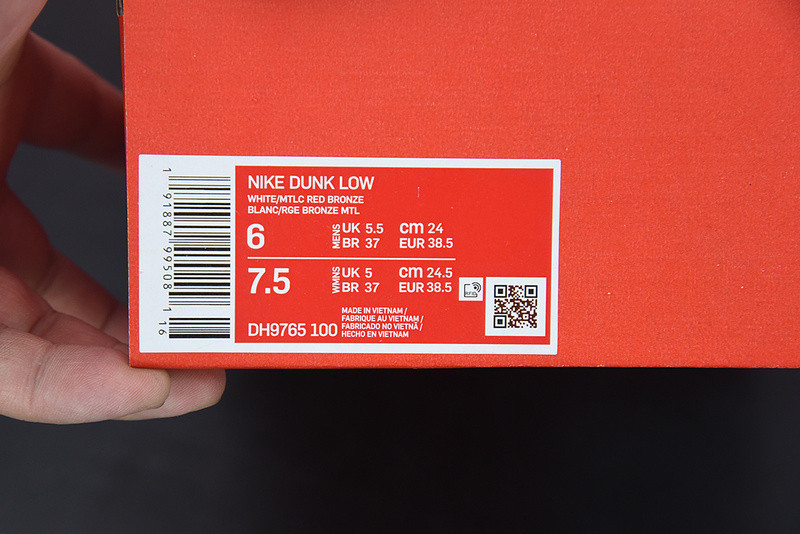 NIKE DUNK LOW
WHITE/MTLC RED BRONZE
BLANC/RGE BRONZE MTL
6 MENS UK 5.5 cm 24
BR 37 EUR 38.5
7.5 WMNS UK 5 cm 24.5
BR 37 EUR 38.5
RFID
DH9765 100
MADE IN VIETNAM /
FABRIQUE AU VIETNAM /
FABRICADO NO VIETNÃ /
HECHO EN VIETNAM
1 91887 99508 1 16